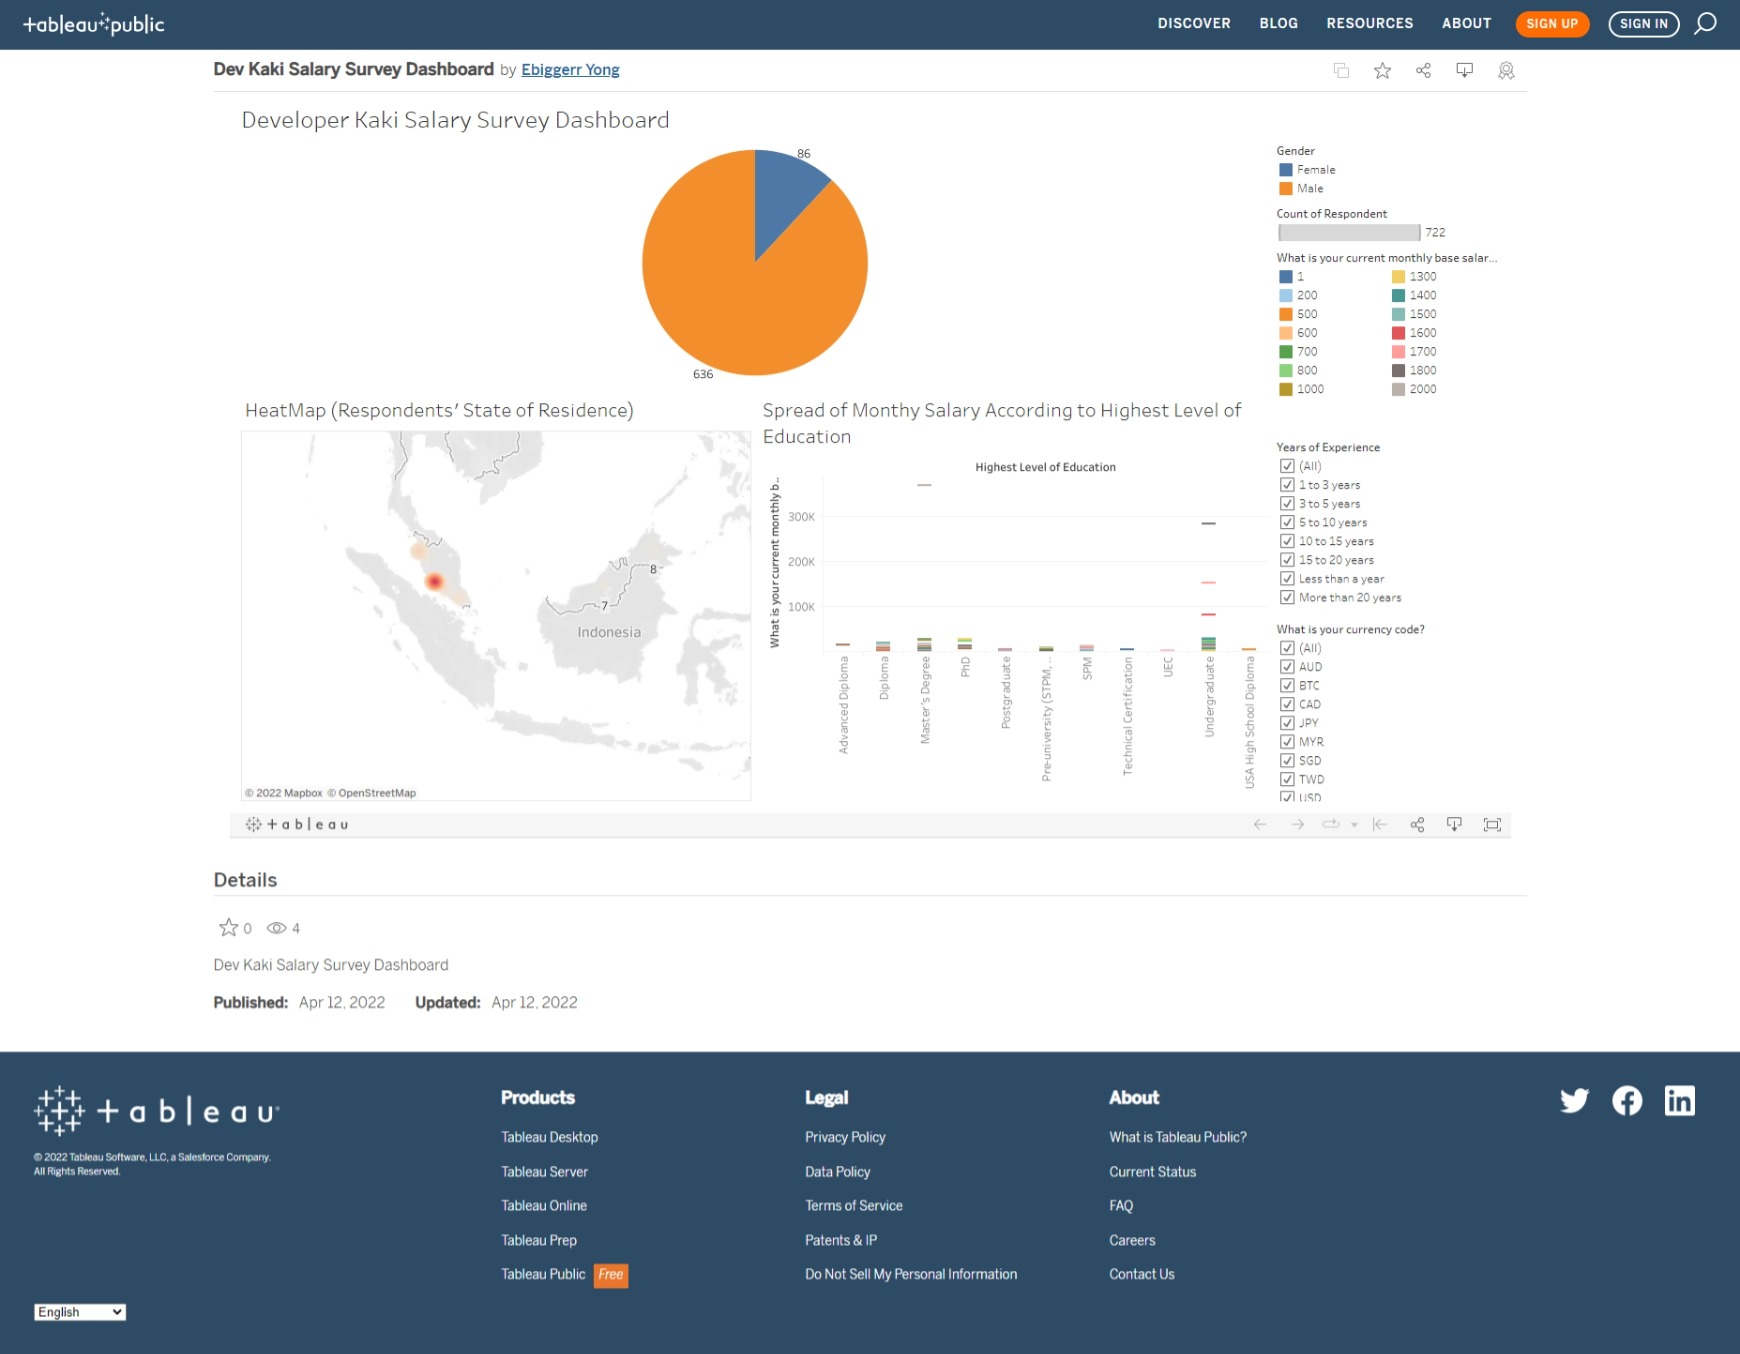 +ableau+public
DISCOVER BLOG RESOURCES ABOUT SIGN UP SIGN IN
Dev Kaki Salary Survey Dashboard by Ebiggerr Yong
Developer Kaki Salary Survey Dashboard
86
636
Gender
Female
Male
Count of Respondent
722
What is your current monthly base salar...
1 1300
200 1400
500 1500
600 1600
700 1700
800 1800
1000 2000
HeatMap (Respondents' State of Residence)
8
7
Indonesia
© 2022 Mapbox © OpenStreetMap
Spread of Monthy Salary According to Highest Level of
Education
Highest Level of Education
What is your current monthly b..
300K
200K
100K
Advanced Diploma
Diploma
Master's Degree
PhD
Postgraduate
Pre-university (STPM, ..
SPM
Technical Certification
UEC
Undergraduate
USA High School Diploma
Years of Experience
(All)
1 to 3 years
3 to 5 years
5 to 10 years
10 to 15 years
15 to 20 years
Less than a year
More than 20 years
What is your currency code?
(All)
AUD
BTC
CAD
JPY
MYR
SGD
TWD
USD
+ableau
Details
0 4
Dev Kaki Salary Survey Dashboard
Published: Apr 12, 2022 Updated: Apr 12, 2022
+ableau
© 2022 Tableau Software, LLC, a Salesforce Company.
All Rights Reserved.
English
Products
Tableau Desktop
Tableau Server
Tableau Online
Tableau Prep
Tableau Public Free
Legal
Privacy Policy
Data Policy
Terms of Service
Patents & IP
Do Not Sell My Personal Information
About
What is Tableau Public?
Current Status
FAQ
Careers
Contact Us